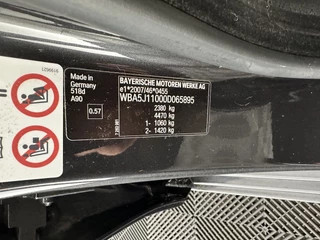 Made in
Germany
518d
A90
0.57
BAYERISCHE MOTOREN WERKE AG
e1*2007/46*0455
WBA5J11000D065895
2380 kg
4470 kg
1- 1060 kg
2- 1420 kg